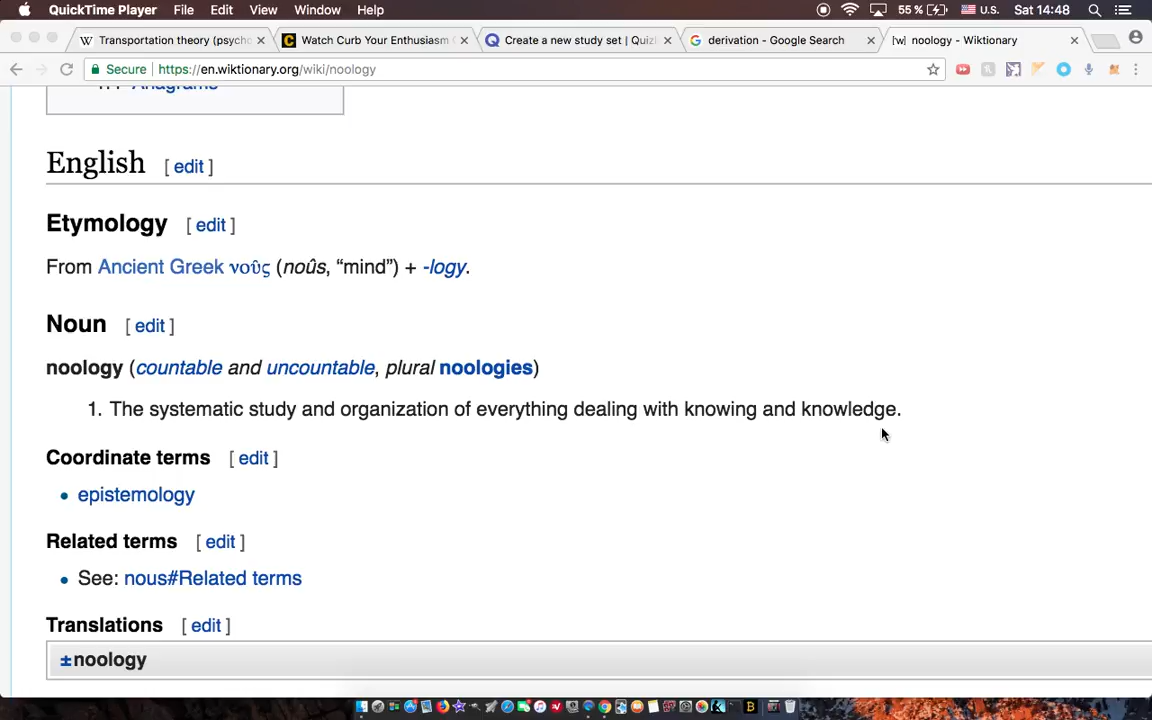 QuickTime Player File Edit View Window Help 55% U.S. Sat 14:48
Transportation theory (psycho Watch Curb Your Enthusiasm Create a new study set | Quiz derivation - Google Search [w] noology - Wiktionary
Secure https://en.wiktionary.org/wiki/noology
Anagrams
English [ edit ]
Etymology [ edit ]
From Ancient Greek νοῦς (noûs, “mind”) + -logy.
Noun [ edit ]
noology (countable and uncountable, plural noologies)
1. The systematic study and organization of everything dealing with knowing and knowledge.
Coordinate terms [ edit ]
• epistemology
Related terms [ edit ]
• See: nous#Related terms
Translations [ edit ]
±noology